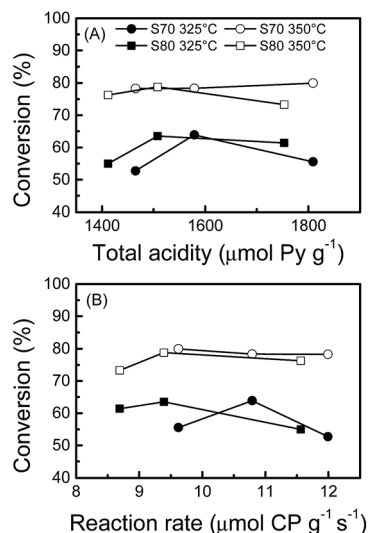 (A)
S70 325°C
S70 350°C
S80 325°C
S80 350°C
100
90
80
70
60
50
40
Conversion (%)
1400 1600 1800
Total acidity (μmol Py g⁻¹)
(B)
100
90
80
70
60
50
40
Conversion (%)
8 9 10 11 12
Reaction rate (μmol CP g⁻¹ s⁻¹)